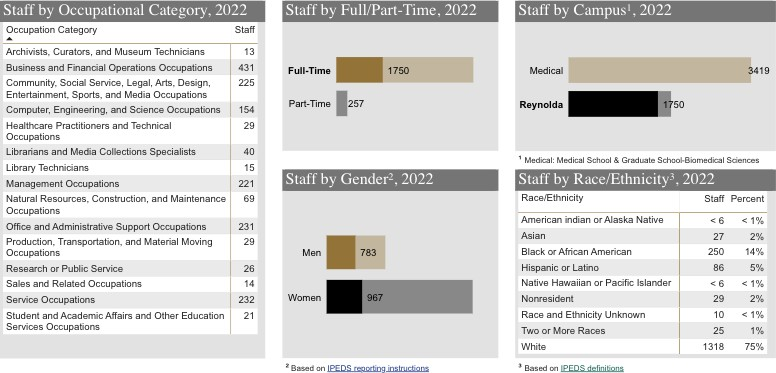 Staff by Occupational Category, 2022
Occupation Category Staff
Archivists, Curators, and Museum Technicians 13
Business and Financial Operations Occupations 431
Community, Social Service, Legal, Arts, Design,
Entertainment, Sports, and Media Occupations 225
Computer, Engineering, and Science Occupations 154
Healthcare Practitioners and Technical
Occupations 29
Librarians and Media Collections Specialists 40
Library Technicians 15
Management Occupations 221
Natural Resources, Construction, and Maintenance
Occupations 69
Office and Administrative Support Occupations 231
Production, Transportation, and Material Moving
Occupations 29
Research or Public Service 26
Sales and Related Occupations 14
Service Occupations 232
Student and Academic Affairs and Other Education
Services Occupations 21
Staff by Full/Part-Time, 2022
Full-Time 1750
Part-Time 257
Staff by Gender², 2022
Men 783
Women 967
² Based on IPEDS reporting instructions
Staff by Campus¹, 2022
Medical 3419
Reynolda 1750
¹ Medical: Medical School & Graduate School-Biomedical Sciences
Staff by Race/Ethnicity³, 2022
Race/Ethnicity Staff Percent
American indian or Alaska Native < 6 < 1%
Asian 27 2%
Black or African American 250 14%
Hispanic or Latino 86 5%
Native Hawaiian or Pacific Islander < 6 < 1%
Nonresident 29 2%
Race and Ethnicity Unknown 10 < 1%
Two or More Races 25 1%
White 1318 75%
³ Based on IPEDS definitions